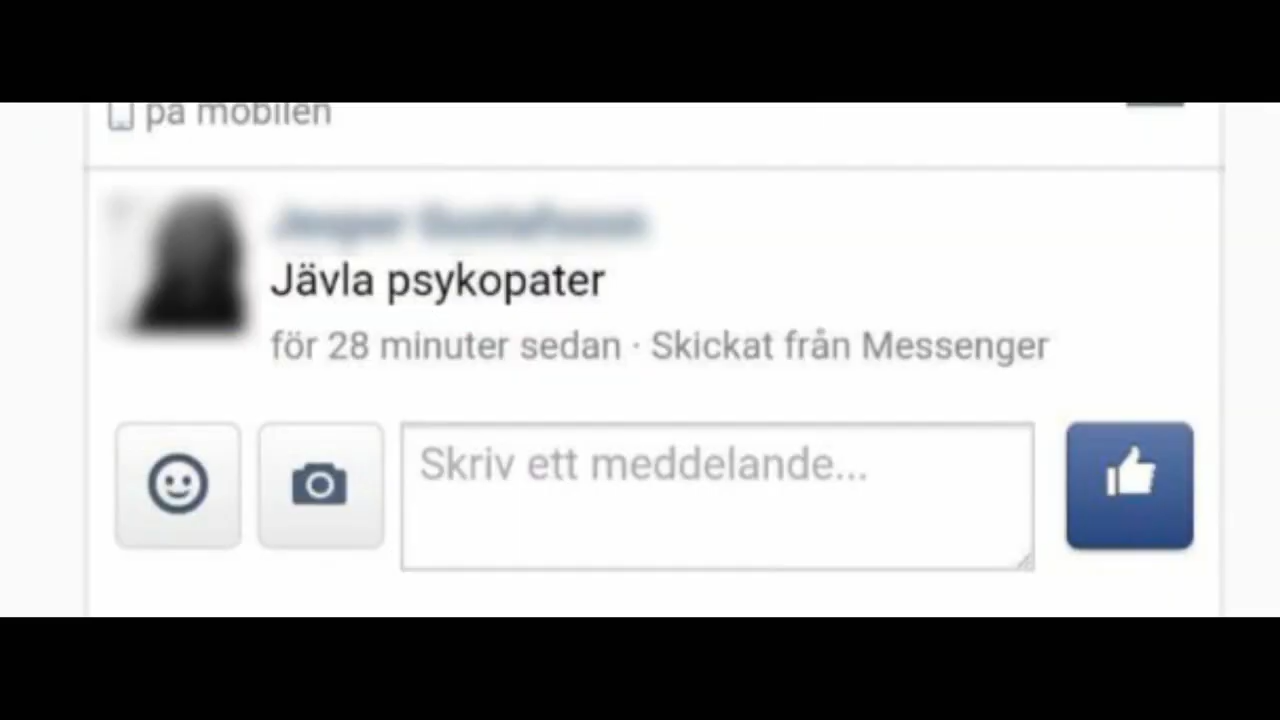 på mobilen
Jävla psykopater
för 28 minuter sedan · Skickat från Messenger
Skriv ett meddelande...